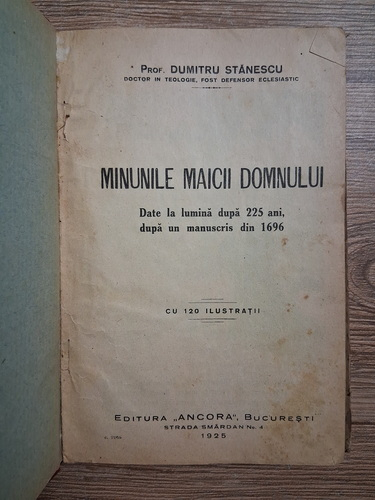 Prof. DUMITRU STĂNESCU
DOCTOR IN TEOLOGIE, FOST DEFENSOR ECLESIASTIC
MINUNILE MAICII DOMNULUI
Date la lumină după 225 ani,
după un manuscris din 1696
CU 120 ILUSTRAȚII
EDITURA „ANCORA", BUCUREȘTI
STRADA SMÂRDAN No. 4
1925